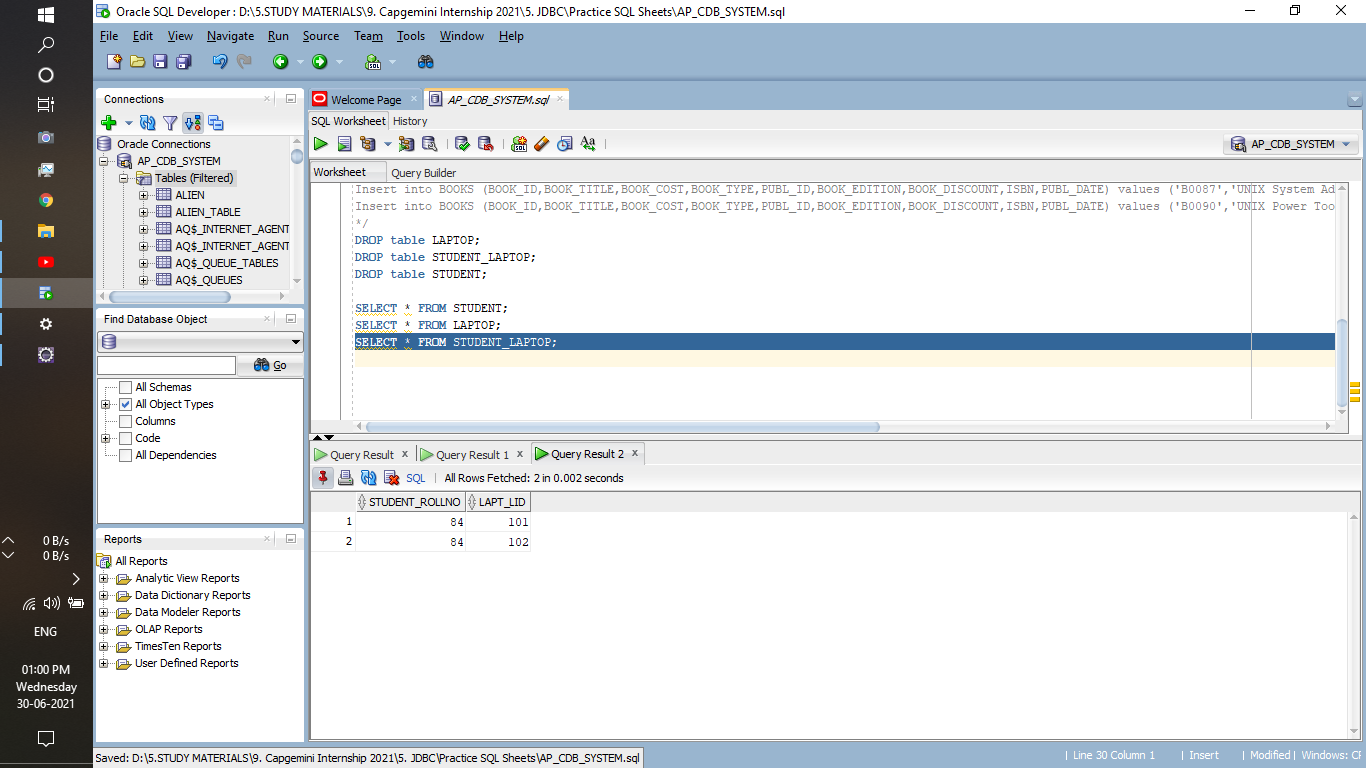 Oracle SQL Developer : D:\5.STUDY MATERIALS\9. Capgemini Internship 2021\5. JDBC\Practice SQL Sheets\AP_CDB_SYSTEM.sql
File Edit View Navigate Run Source Team Tools Window Help
Connections
Oracle Connections
AP_CDB_SYSTEM
Tables (Filtered)
ALIEN
ALIEN_TABLE
AQ$_INTERNET_AGENT
AQ$_INTERNET_AGENT
AQ$_QUEUE_TABLES
AQ$_QUEUES
Find Database Object
Go
All Schemas
All Object Types
Columns
Code
All Dependencies
Reports
All Reports
Analytic View Reports
Data Dictionary Reports
Data Modeler Reports
OLAP Reports
TimesTen Reports
User Defined Reports
Welcome Page AP_CDB_SYSTEM.sql
SQL Worksheet History
Aa
AP_CDB_SYSTEM
Worksheet Query Builder
Insert into BOOKS (BOOK_ID,BOOK_TITLE,BOOK_COST,BOOK_TYPE,PUBL_ID,BOOK_EDITION,BOOK_DISCOUNT,ISBN,PUBL_DATE) values ('B0087','UNIX System Ad
Insert into BOOKS (BOOK_ID,BOOK_TITLE,BOOK_COST,BOOK_TYPE,PUBL_ID,BOOK_EDITION,BOOK_DISCOUNT,ISBN,PUBL_DATE) values ('B0090','UNIX Power Too
*/
DROP table LAPTOP;
DROP table STUDENT_LAPTOP;
DROP table STUDENT;
SELECT * FROM STUDENT;
SELECT * FROM LAPTOP;
SELECT * FROM STUDENT_LAPTOP;
Query Result Query Result 1 Query Result 2
SQL All Rows Fetched: 2 in 0.002 seconds
STUDENT_ROLLNO LAPT_LID
1 84 101
2 84 102
0 B/s
0 B/s
ENG
01:00 PM
Wednesday
30-06-2021
Saved: D:\5.STUDY MATERIALS\9. Capgemini Internship 2021\5. JDBC\Practice SQL Sheets\AP_CDB_SYSTEM.sql
Line 30 Column 1 Insert Modified Windows: CF